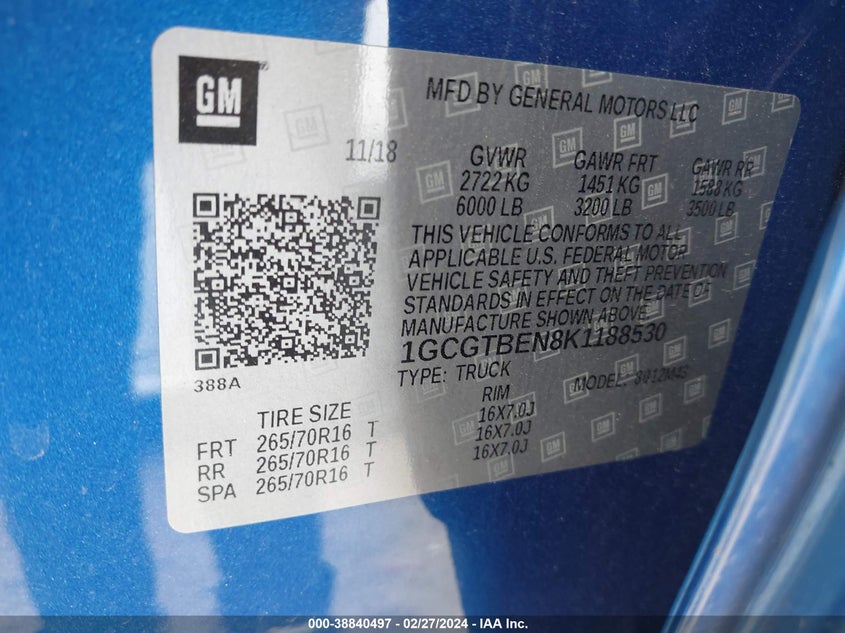 GM
MFD BY GENERAL MOTORS LLC
11/18
GVWR GAWR FRT GAWR RR
2722 KG 1451 KG 1588 KG
6000 LB 3200 LB 3500 LB
THIS VEHICLE CONFORMS TO ALL
APPLICABLE U.S. FEDERAL MOTOR
VEHICLE SAFETY AND THEFT PREVENTION
STANDARDS IN EFFECT ON THE DATE OF
MANUFACTURE SHOWN ABOVE
1GCGTBEN8K1188530
388A
TYPE: TRUCK MODEL:
TIRE SIZE RIM
FRT 265/70R16 T 16X7.0J
RR 265/70R16 T 16X7.0J
SPA 265/70R16 T 16X7.0J
000-38840497 - 02/27/2024 - IAA Inc.